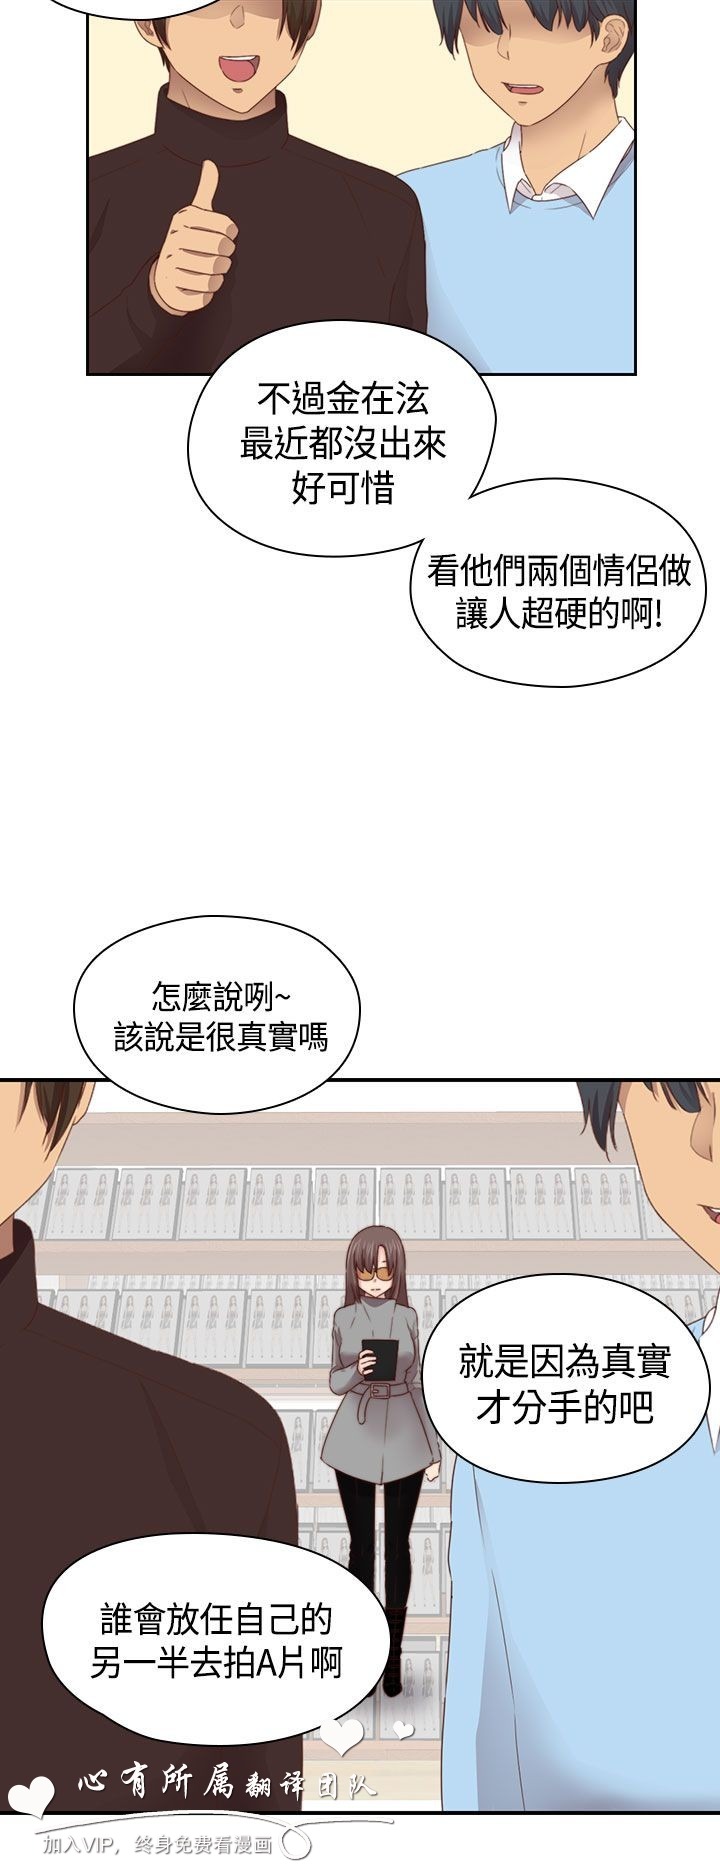 不過金在泫
最近都沒出來
好可惜
看他們兩個情侶做
讓人超硬的啊!
怎麼說咧~
該說是很真實嗎
就是因為真實
才分手的吧
誰會放任自己的
另一半去拍A片啊
心有所属翻译团队
加入VIP，终身免费看漫画